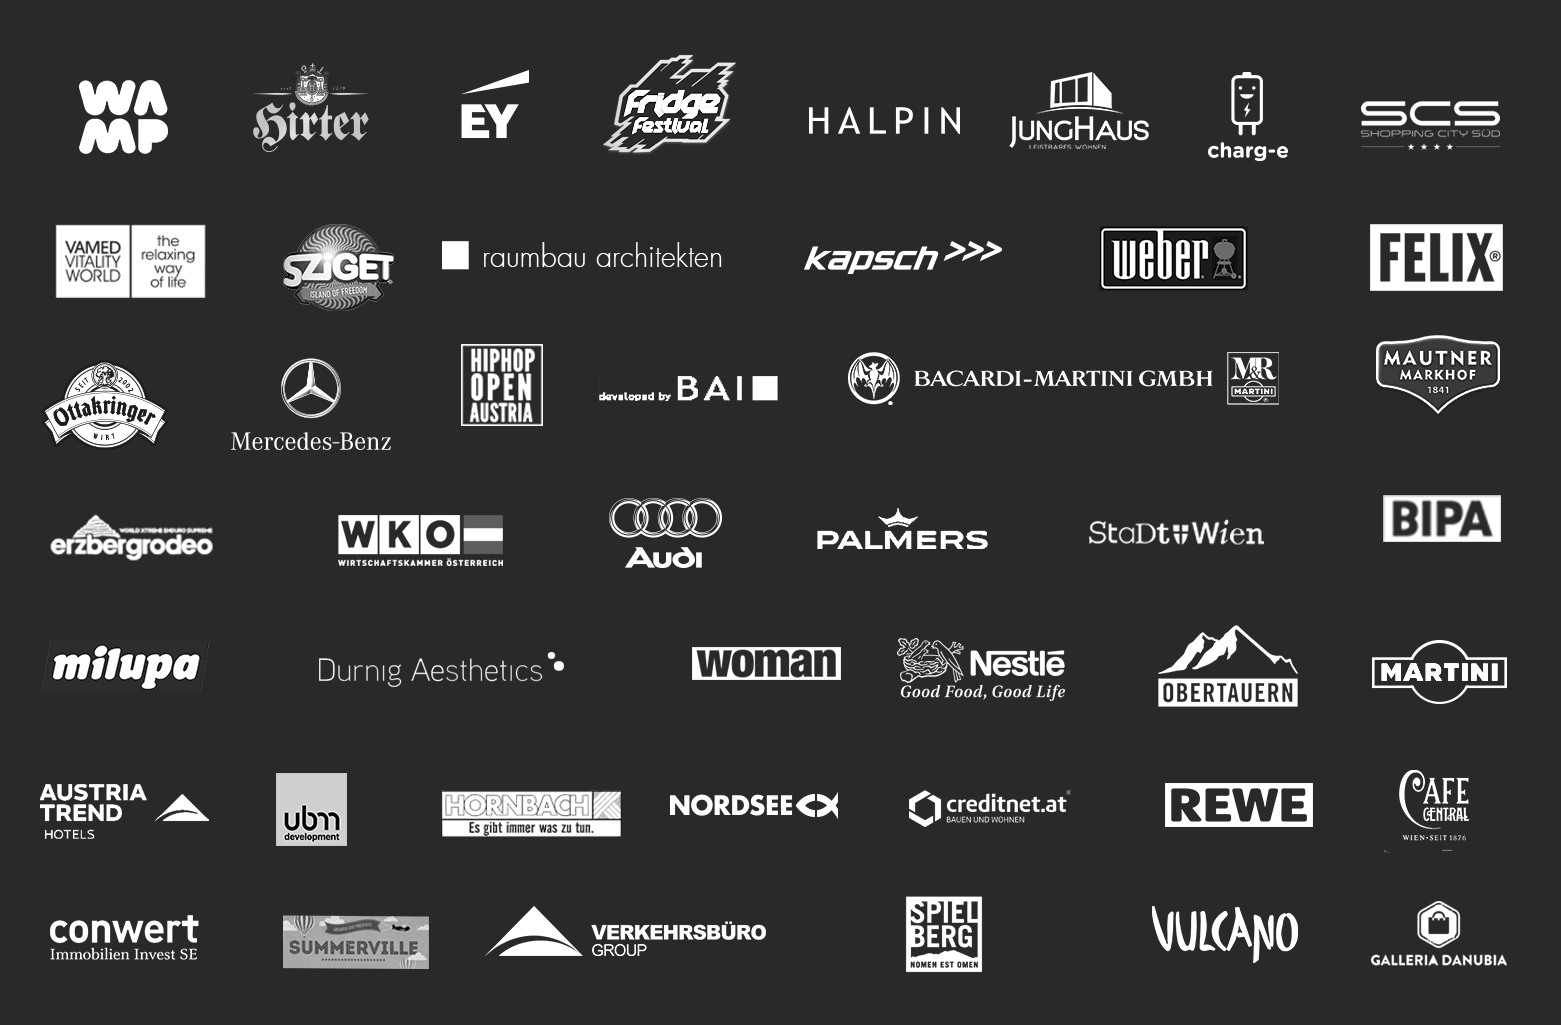 WA
MP
Hirter
EY
Fridge
Festival
HALPIN
JUNGHAUS
LEISTBARES WOHNEN
charg-e
SCS
SHOPPING CITY SÜD
VAMED
VITALITY
WORLD
the
relaxing
way
of life
SZIGET
ISLAND OF FREEDOM
raumbau architekten
kapsch >>>
weber
FELIX®
SEIT 2002
Ottakringer
WIRT
Mercedes-Benz
HIPHOP
OPEN
AUSTRIA
developed by BAI
BACARDI-MARTINI GMBH
M&R
MARTINI
MAUTNER
MARKHOF
1841
WORLD XTREME ENDURO SUPREME
erzbergrodeo
WKO
WIRTSCHAFTSKAMMER ÖSTERREICH
Audi
PALMERS
StaDt Wien
BIPA
milupa
Durnig Aesthetics
woman
Nestlé
Good Food, Good Life
OBERTAUERN
MARTINI
AUSTRIA
TREND
HOTELS
ubm
development
HORNBACH
Es gibt immer was zu tun.
NORDSEE
creditnet.at®
BAUEN UND WOHNEN
REWE
CAFE
CENTRAL
WIEN•SEIT 1876
conwert
Immobilien Invest SE
SUMMERVILLE
VERKEHRSBÜRO
GROUP
SPIEL
BERG
NOMEN EST OMEN
VULCANO
GALLERIA DANUBIA